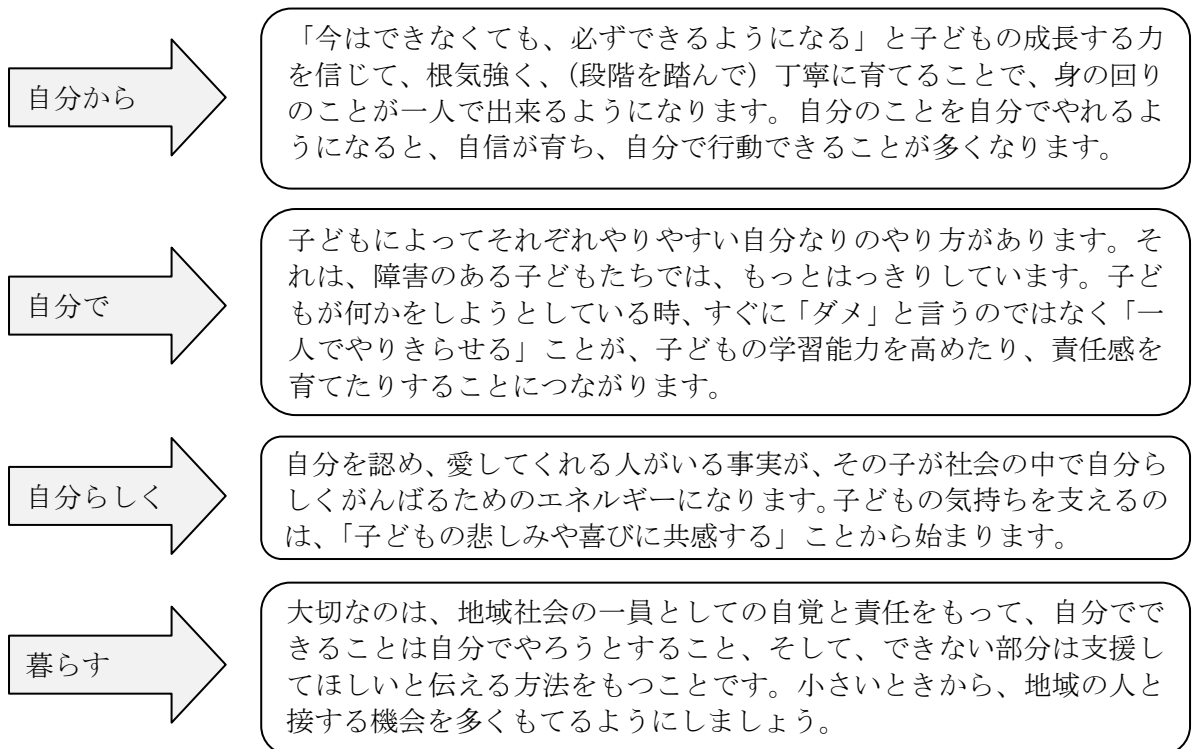 自分から
「今はできなくても、必ずできるようになる」と子どもの成長する力
を信じて、根気強く、（段階を踏んで）丁寧に育てることで、身の回り
のことが一人で出来るようになります。自分のことを自分でやれるよ
うになると、自信が育ち、自分で行動できることが多くなります。
自分で
子どもによってそれぞれやりやすい自分なりのやり方があります。そ
れは、障害のある子どもたちでは、もっとはっきりしています。子ど
もが何かをしようとしている時、すぐに「ダメ」と言うのではなく「一
人でやりきらせる」ことが、子どもの学習能力を高めたり、責任感を
育てたりすることにつながります。
自分らしく
自分を認め、愛してくれる人がいる事実が、その子が社会の中で自分ら
しくがんばるためのエネルギーになります。子どもの気持ちを支えるの
は、「子どもの悲しみや喜びに共感する」ことから始まります。
暮らす
大切なのは、地域社会の一員としての自覚と責任をもって、自分でで
きることは自分でやろうとすること、そして、できない部分は支援し
てほしいと伝える方法をもつことです。小さいときから、地域の人と
接する機会を多くもてるようにしましょう。